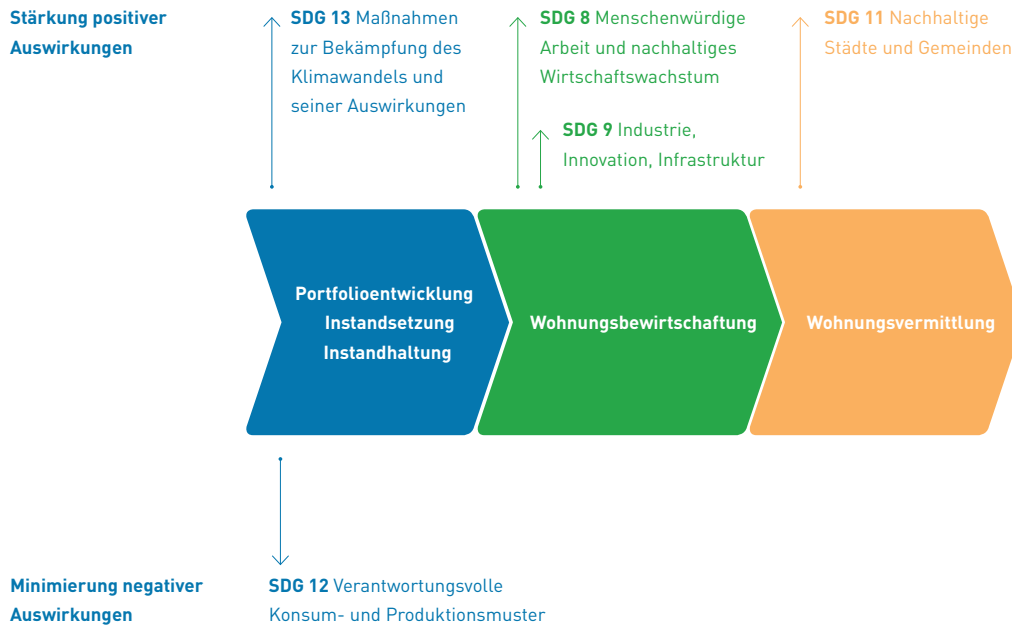 Stärkung positiver
Auswirkungen
SDG 13 Maßnahmen
zur Bekämpfung des
Klimawandels und
seiner Auswirkungen
SDG 8 Menschenwürdige
Arbeit und nachhaltiges
Wirtschaftswachstum
SDG 9 Industrie,
Innovation, Infrastruktur
SDG 11 Nachhaltige
Städte und Gemeinden
Portfolioentwicklung
Instandsetzung
Instandhaltung
Wohnungsbewirtschaftung
Wohnungsvermittlung
Minimierung negativer
Auswirkungen
SDG 12 Verantwortungsvolle
Konsum- und Produktionsmuster